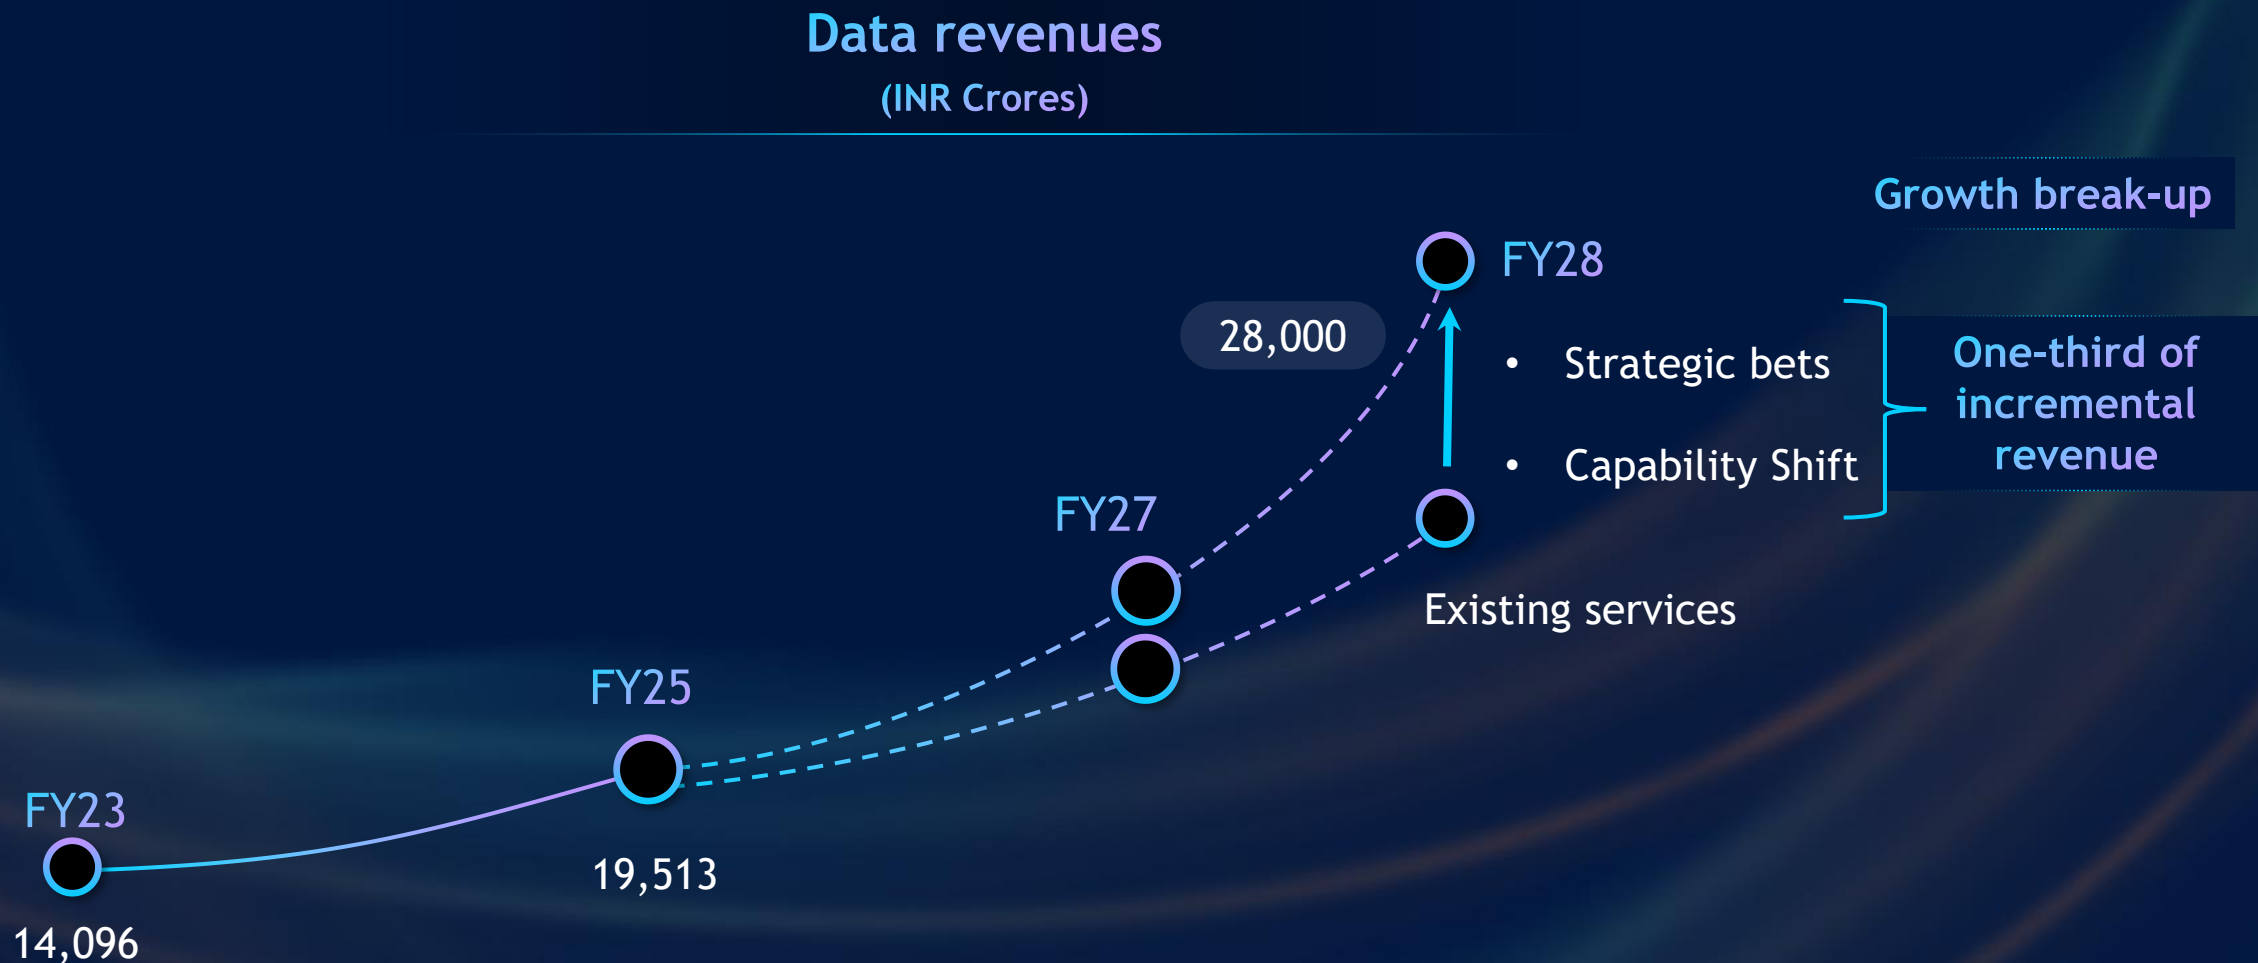 Data revenues
(INR Crores)
Growth break-up
FY28
28,000
• Strategic bets
• Capability Shift
One-third of
incremental
revenue
FY27
Existing services
FY25
19,513
FY23
14,096